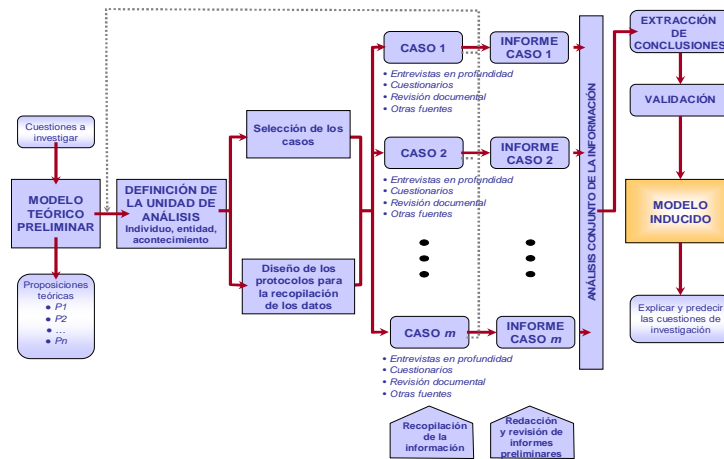 Cuestiones a
investigar
MODELO
TEÓRICO
PRELIMINAR
Proposiciones
teóricas
• P1
• P2
• ...
• Pn
DEFINICIÓN DE
LA UNIDAD DE
ANÁLISIS
Individuo, entidad,
acontecimiento
Selección de los
casos
Diseño de los
protocolos para
la recopilación
de los datos
CASO 1
• Entrevistas en profundidad
• Cuestionarios
• Revisión documental
• Otras fuentes
CASO 2
• Entrevistas en profundidad
• Cuestionarios
• Revisión documental
• Otras fuentes
CASO m
• Entrevistas en profundidad
• Cuestionarios
• Revisión documental
• Otras fuentes
Recopilación
de la
información
INFORME
CASO 1
INFORME
CASO 2
INFORME
CASO m
Redacción
y revisión de
informes
preliminares
ANÁLISIS CONJUNTO DE LA INFORMACIÓN
EXTRACCIÓN
DE
CONCLUSIONES
VALIDACIÓN
MODELO
INDUCIDO
Explicar y predecir
las cuestiones de
investigación